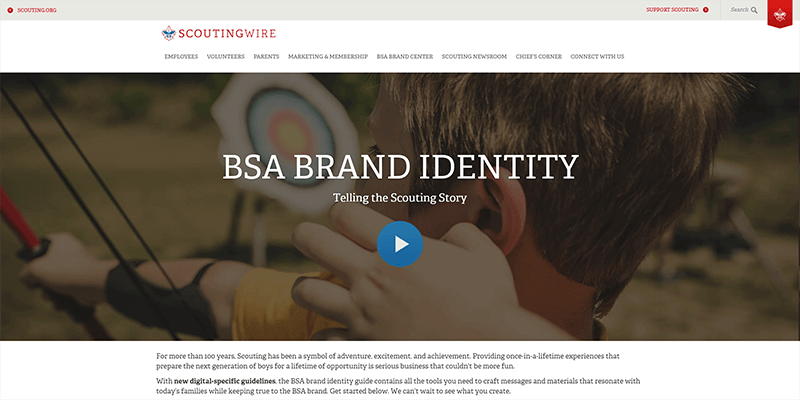 SCOUTING.ORG
SUPPORT SCOUTING
Search
SCOUTINGWIRE
EMPLOYEES VOLUNTEERS PARENTS MARKETING & MEMBERSHIP BSA BRAND CENTER SCOUTING NEWSROOM CHIEF'S CORNER CONNECT WITH US
BSA BRAND IDENTITY
Telling the Scouting Story
For more than 100 years, Scouting has been a symbol of adventure, excitement, and achievement. Providing once-in-a-lifetime experiences that
prepare the next generation of boys for a lifetime of opportunity is serious business that couldn't be more fun.
With new digital-specific guidelines, the BSA brand identity guide contains all the tools you need to craft messages and materials that resonate with
today's families while keeping true to the BSA brand. Get started below. We can't wait to see what you create.